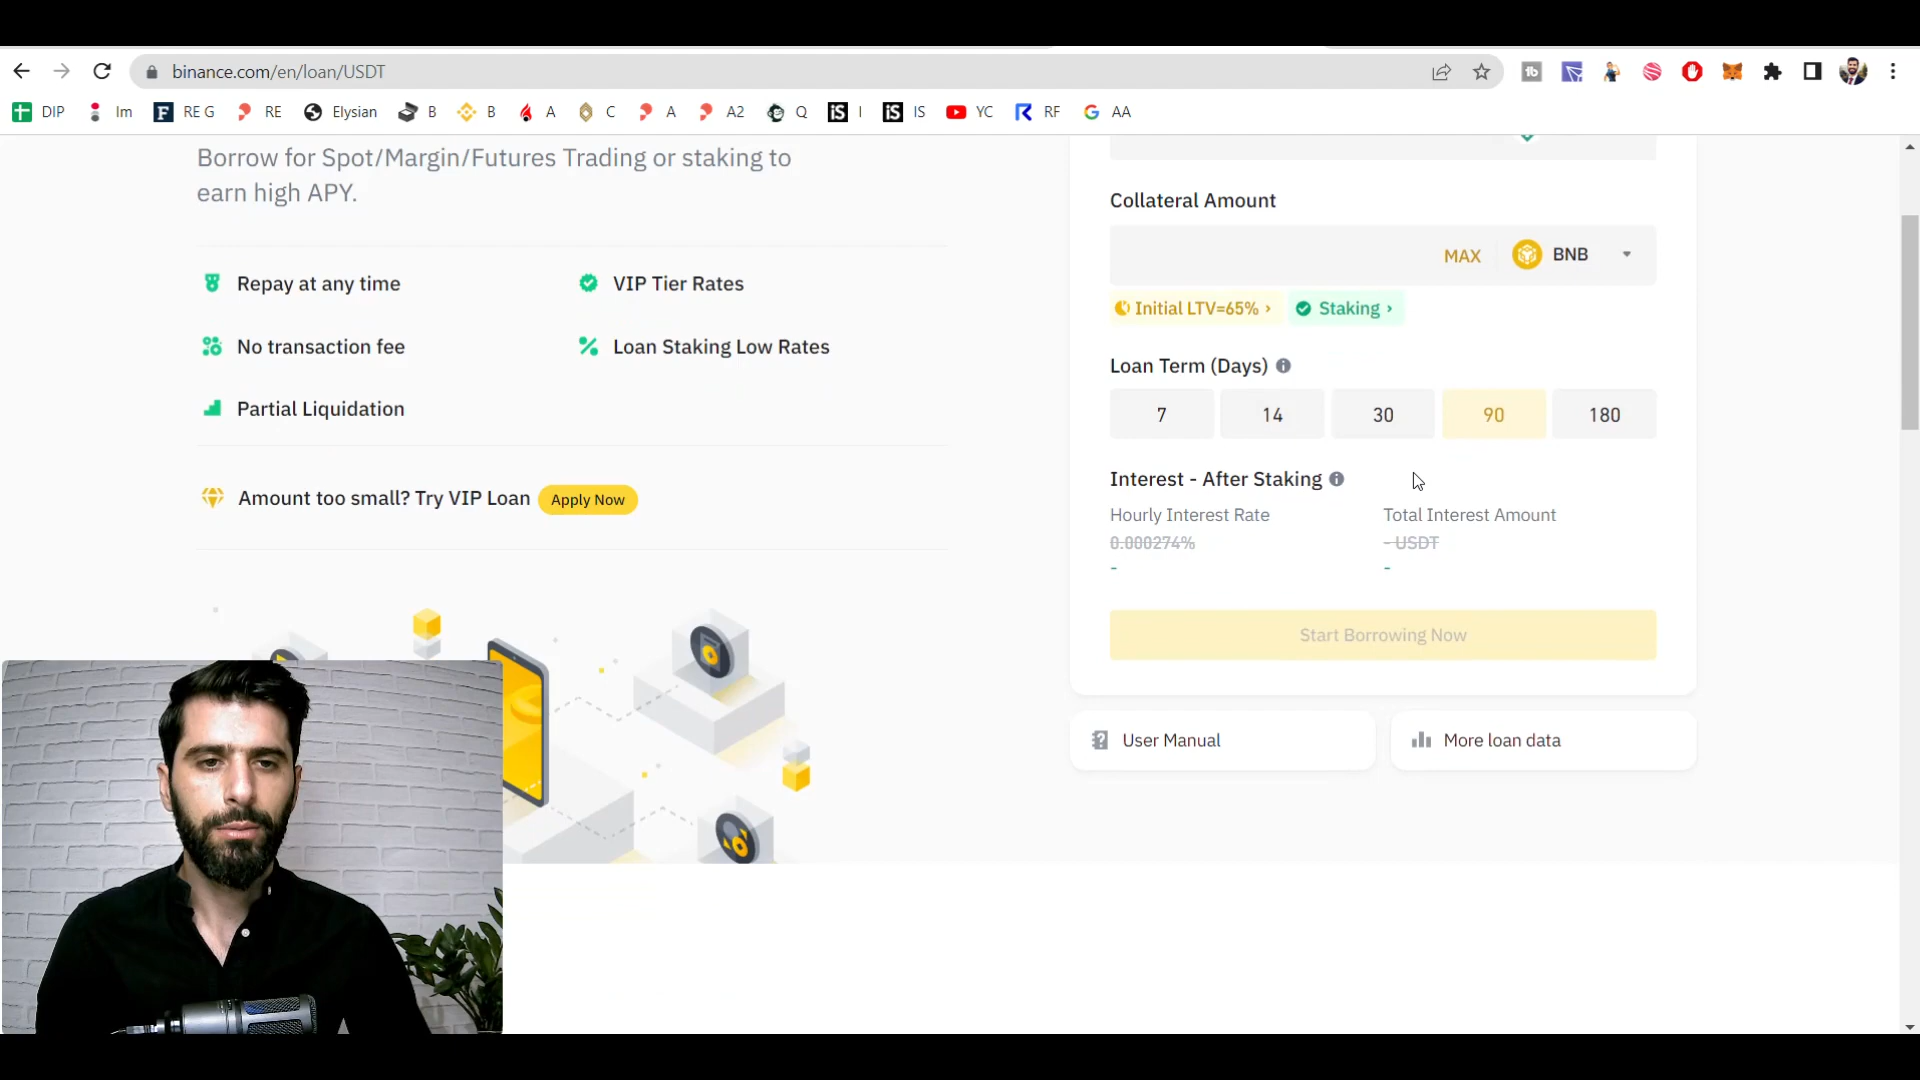 binance.com/en/loan/USDT
DIP Im RE G RE Elysian B B A C A A2 Q I IS YC RF AA
Borrow for Spot/Margin/Futures Trading or staking to
earn high APY.
Repay at any time
VIP Tier Rates
No transaction fee
Loan Staking Low Rates
Partial Liquidation
Amount too small? Try VIP Loan Apply Now
Collateral Amount
MAX BNB
Initial LTV=65% › Staking ›
Loan Term (Days)
7 14 30 90 180
Interest - After Staking
Hourly Interest Rate Total Interest Amount
0.000274% - USDT
- -
Start Borrowing Now
User Manual More loan data